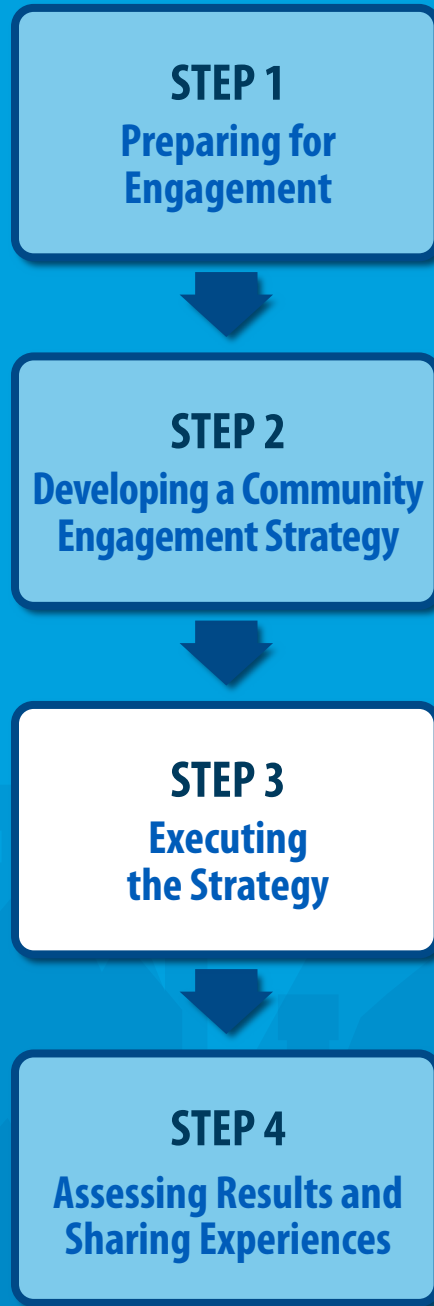 STEP 1
Preparing for
Engagement
STEP 2
Developing a Community
Engagement Strategy
STEP 3
Executing
the Strategy
STEP 4
Assessing Results and
Sharing Experiences